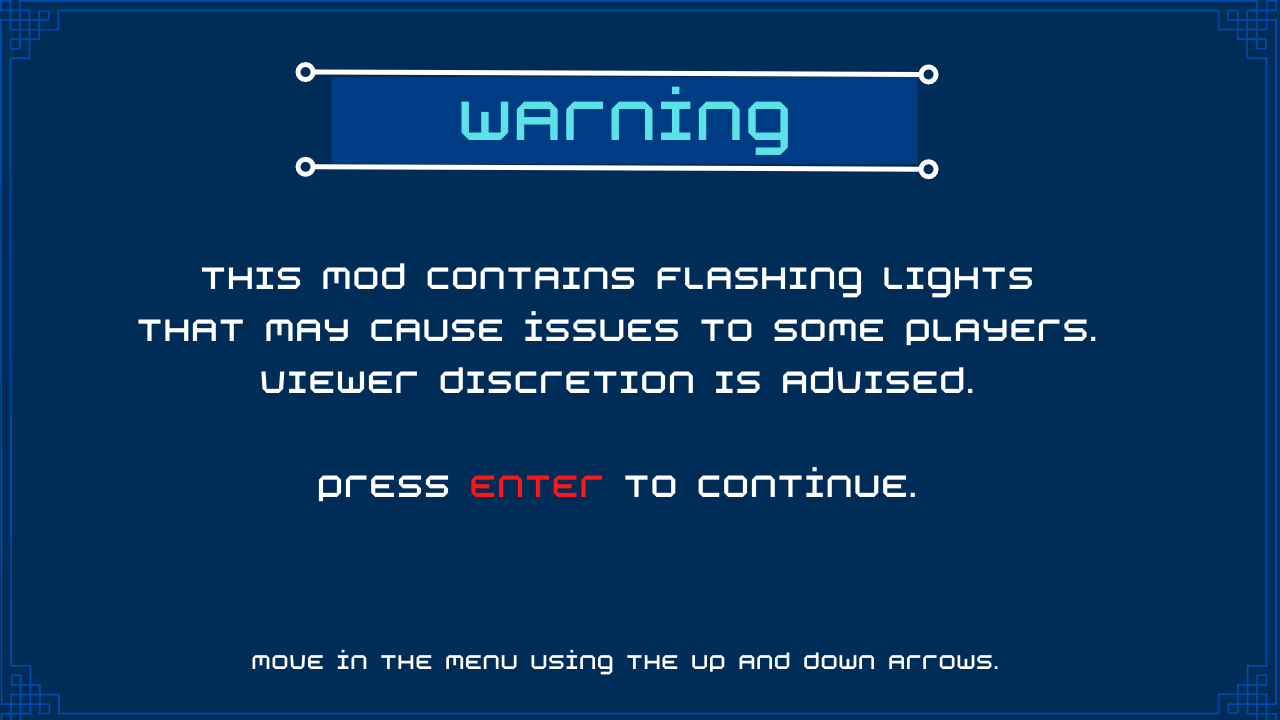 warning
THIS mod CONTAINS FLASHING LIGHTS
THAT MAY CAUSE iSSUES TO SOME pLAYErS.
VIEWEr dISCrETION IS AdVISEd.
prESS ENTEr TO CONTiNUE.
mOVE iN THE mENU USiNg THE Up ANd dOwN ArrOwS.